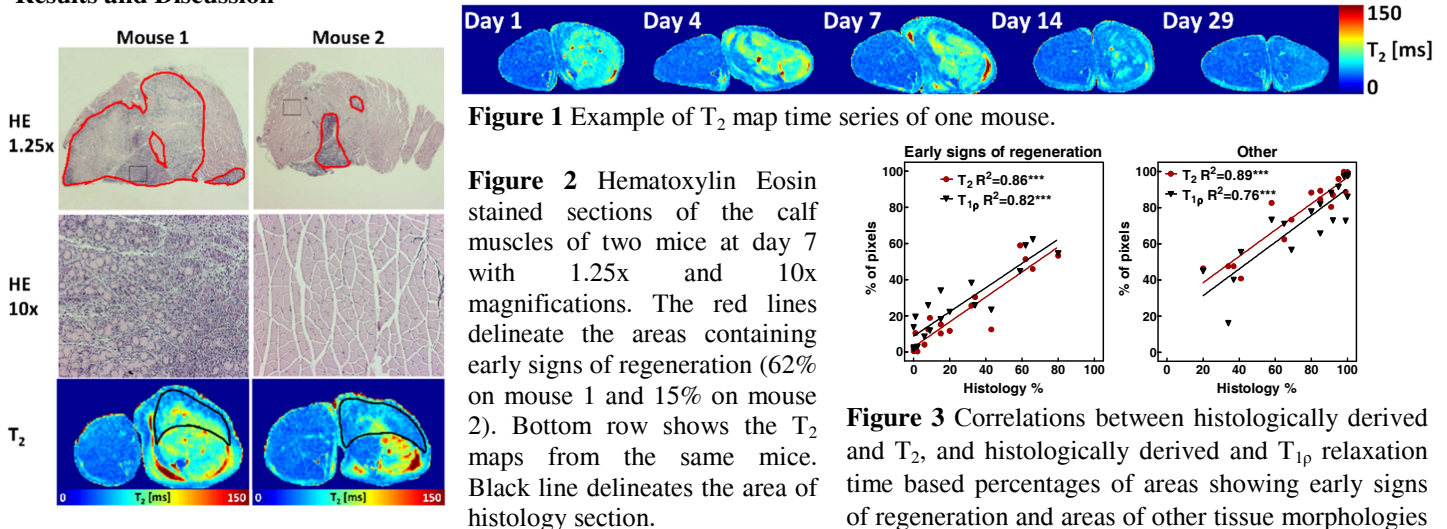 Results and Discussion
Mouse 1 Mouse 2
HE
1.25x
HE
10x
T2
0 T2 [ms] 150 0 T2 [ms] 150
Day 1 Day 4 Day 7 Day 14 Day 29
150
T2 [ms]
0
Figure 1 Example of T2 map time series of one mouse.
Figure 2 Hematoxylin Eosin
stained sections of the calf
muscles of two mice at day 7
with 1.25x and 10x
magnifications. The red lines
delineate the areas containing
early signs of regeneration (62%
on mouse 1 and 15% on mouse
2). Bottom row shows the T2
maps from the same mice.
Black line delineates the area of
histology section.
Early signs of regeneration
T2 R²=0.86***
T1ρ R²=0.82***
% of pixels
100
80
60
40
20
0
0 20 40 60 80 100
Histology %
Other
T2 R²=0.89***
T1ρ R²=0.76***
% of pixels
100
80
60
40
20
0
0 20 40 60 80 100
Histology %
Figure 3 Correlations between histologically derived
and T2, and histologically derived and T1ρ relaxation
time based percentages of areas showing early signs
of regeneration and areas of other tissue morphologies